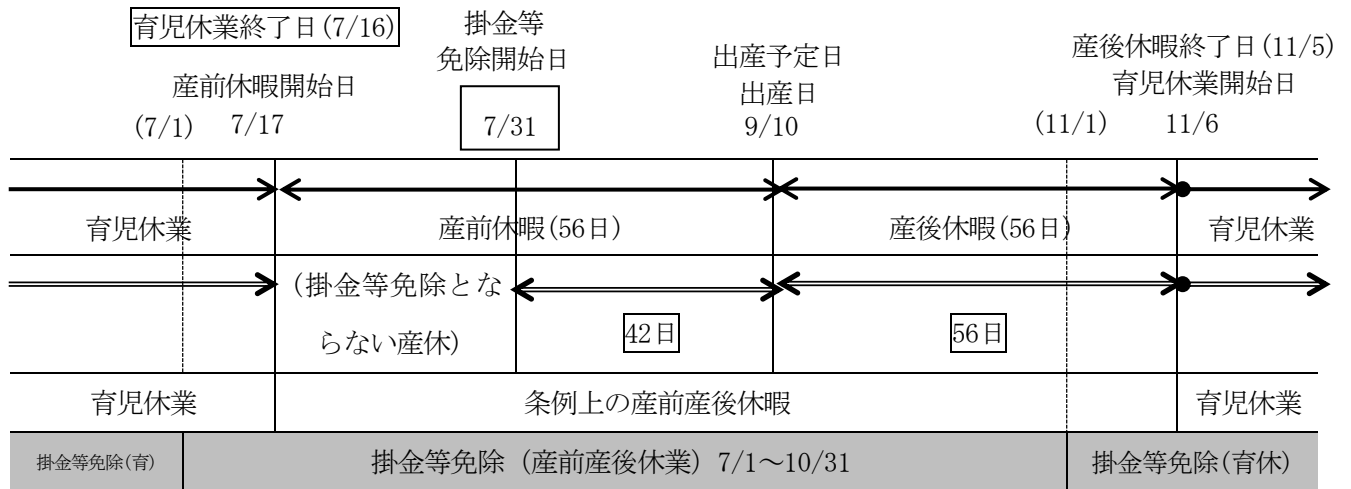 育児休業終了日(7/16)
掛金等
免除開始日
出産予定日
出産日
産後休暇終了日(11/5)
育児休業開始日
産前休暇開始日
(7/1)
7/17
7/31
9/10
(11/1)
11/6
育児休業
産前休暇(56日)
産後休暇(56日)
育児休業
(掛金等免除とな
らない産休)
42日
56日
育児休業
条例上の産前産後休暇
育児休業
掛金等免除(育)
掛金等免除（産前産後休業）7/1～10/31
掛金等免除(育休)